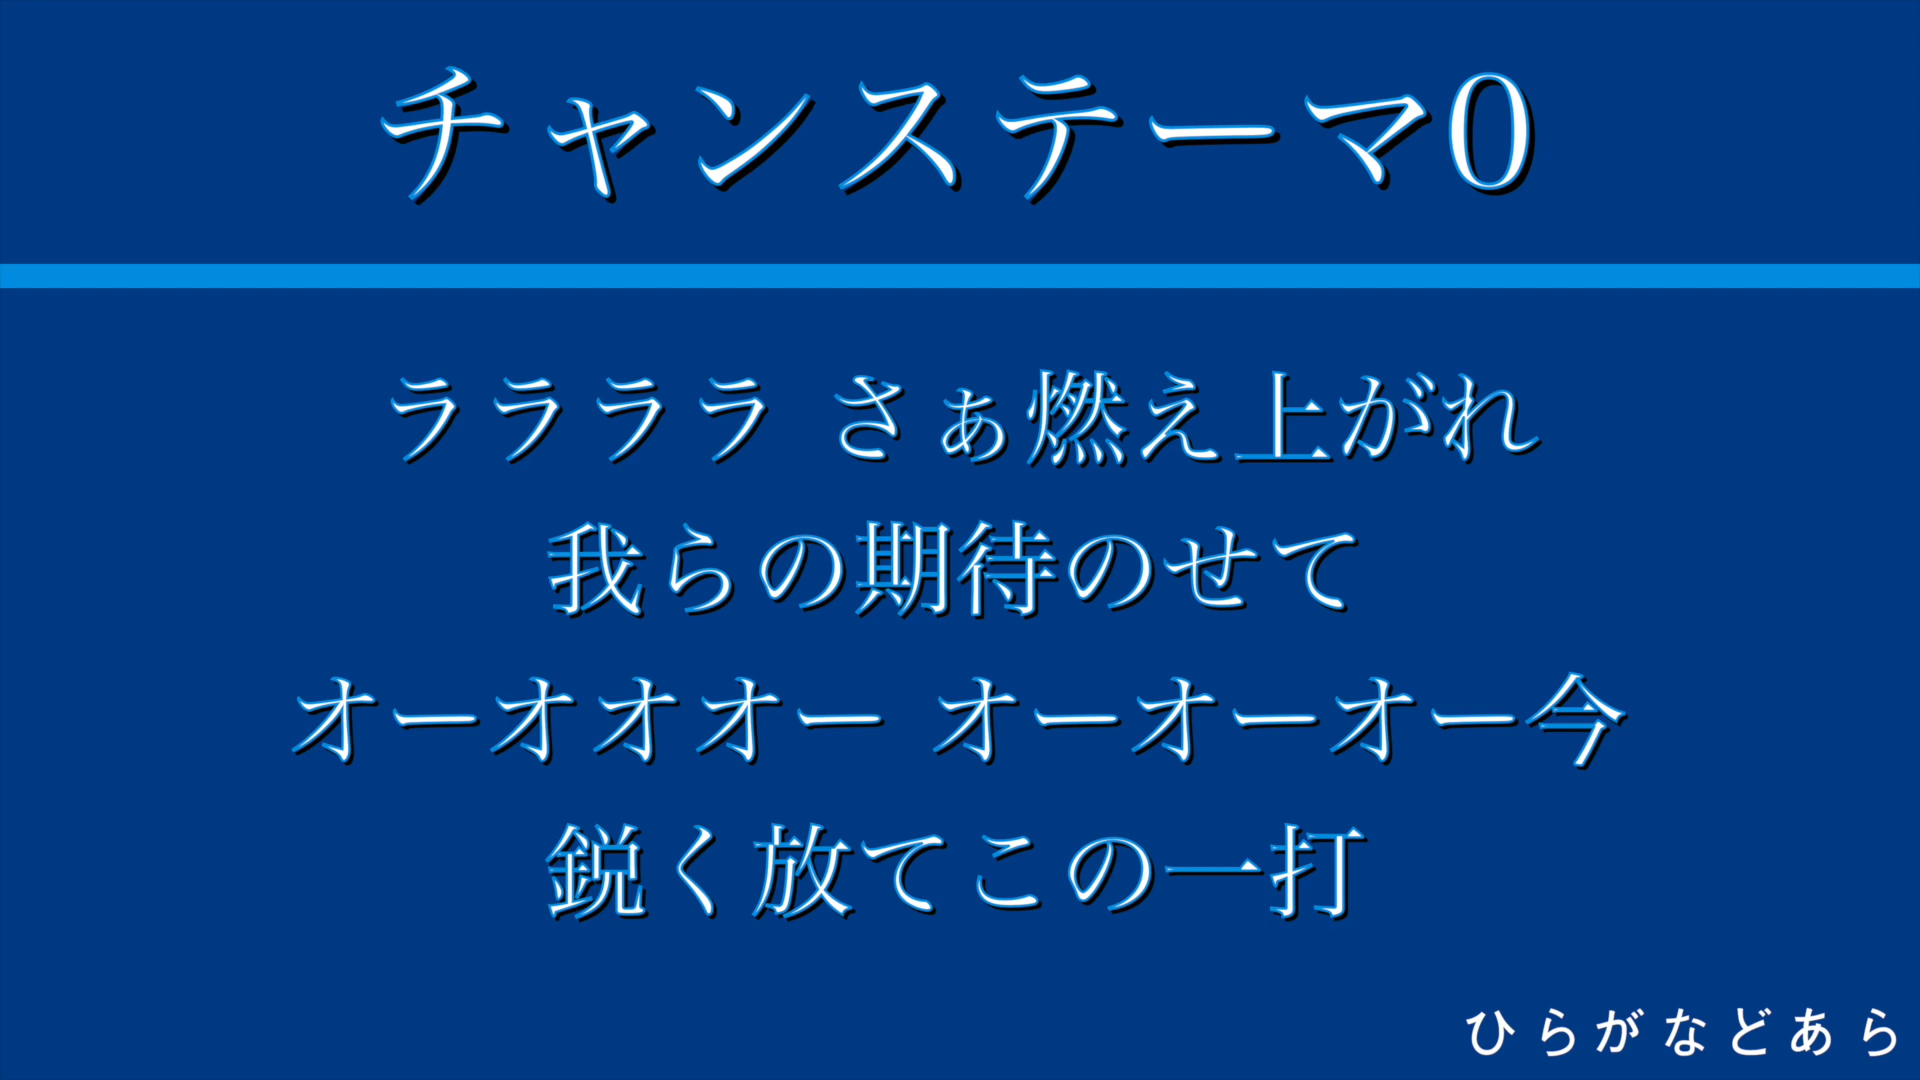 チャンステーマ0
ララララ さぁ燃え上がれ
我らの期待のせて
オーオオオー オーオーオー今
鋭く放てこの一打
ひらがなどあら